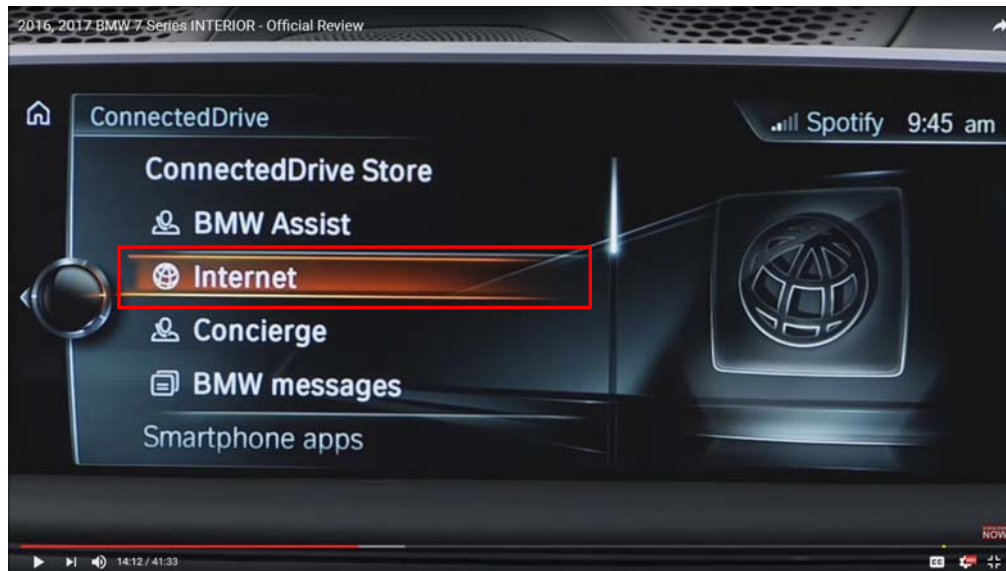 2016, 2017 BMW 7 Series INTERIOR - Official Review
ConnectedDrive
Spotify 9:45 am
ConnectedDrive Store
BMW Assist
Internet
Concierge
BMW messages
Smartphone apps
NOW
14:12 / 41:33
CC